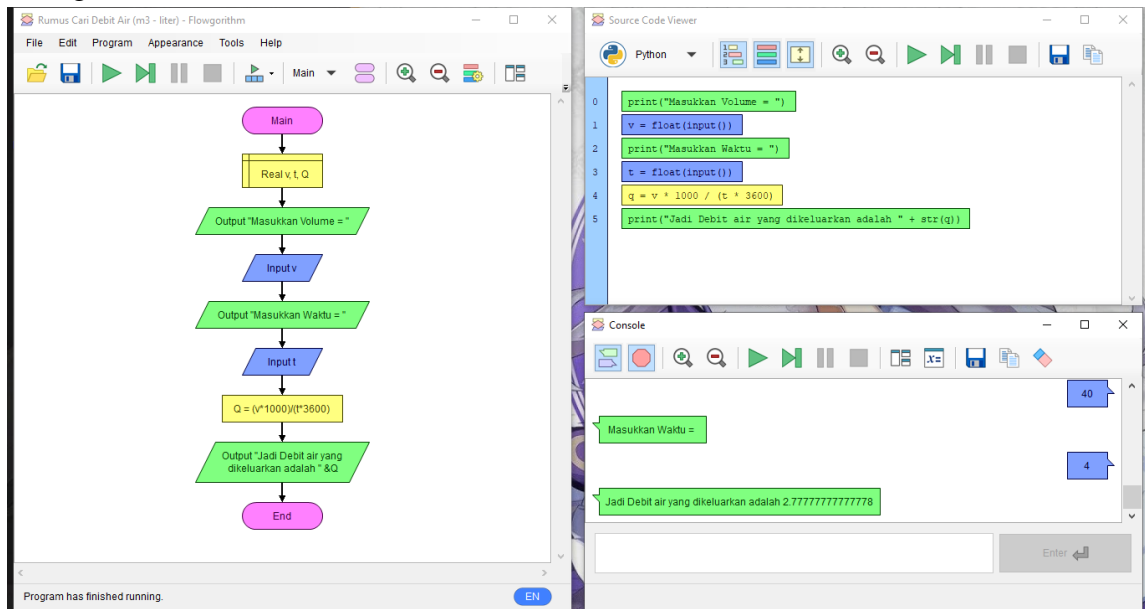 Rumus Cari Debit Air (m3 - liter) - Flowgorithm
File Edit Program Appearance Tools Help
Main
Main
Real v, t, Q
Output "Masukkan Volume = "
Input v
Output "Masukkan Waktu = "
Input t
Q = (v*1000)/(t*3600)
Output "Jadi Debit air yang
dikeluarkan adalah " &Q
End
Program has finished running.
EN
Source Code Viewer
Python
0 print("Masukkan Volume = ")
1 v = float(input())
2 print("Masukkan Waktu = ")
3 t = float(input())
4 q = v * 1000 / (t * 3600)
5 print("Jadi Debit air yang dikeluarkan adalah " + str(q))
Console
40
Masukkan Waktu =
4
Jadi Debit air yang dikeluarkan adalah 2.77777777777778
Enter